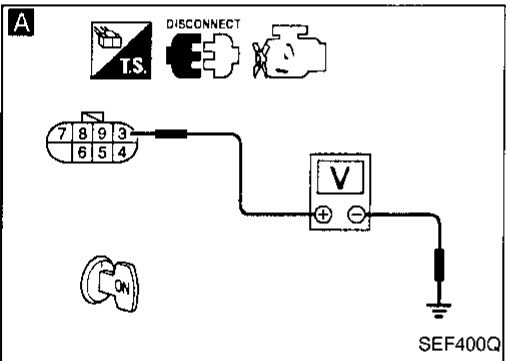 A
DISCONNECT
T.S.
7 8 9 3
6 5 4
V
+ −
ON
SEF400Q